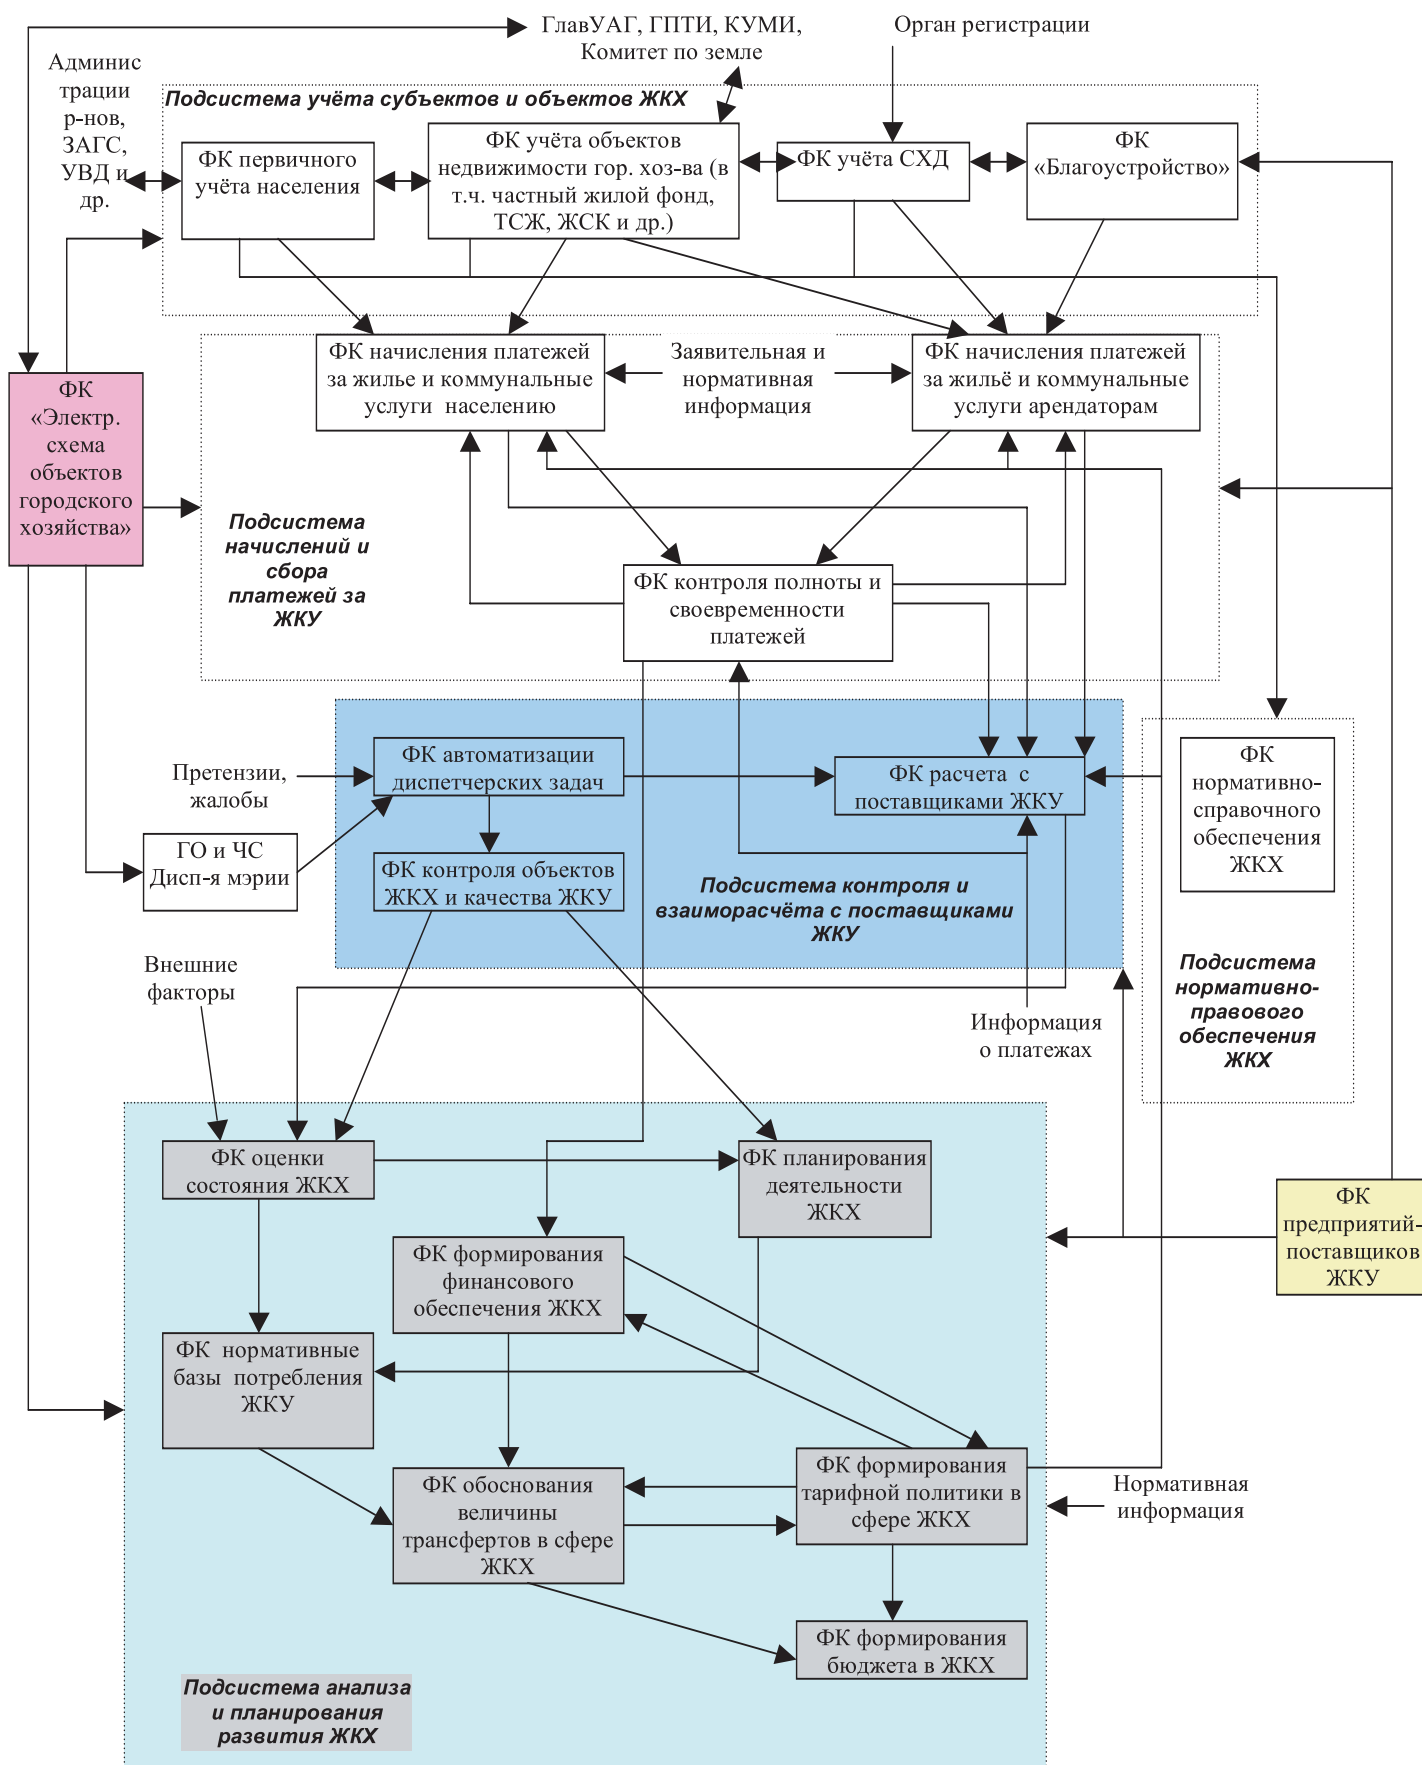 ГлавУАГ, ГПТИ, КУМИ,
Комитет по земле
Орган регистрации
Админис
трации
р-нов,
ЗАГС,
УВД и
др.
Подсистема учёта субъектов и объектов ЖКХ
ФК первичного
учёта населения
ФК учёта объектов
недвижимости гор. хоз-ва (в
т.ч. частный жилой фонд,
ТСЖ, ЖСК и др.)
ФК учёта СХД
ФК
«Благоустройство»
ФК начисления платежей
за жилье и коммунальные
услуги населению
Заявительная и
нормативная
информация
ФК начисления платежей
за жильё и коммунальные
услуги арендаторам
ФК
«Электр.
схема
объектов
городского
хозяйства»
Подсистема
начислений и
сбора
платежей за
ЖКУ
ФК контроля полноты и
своевременности
платежей
Претензии,
жалобы
ФК автоматизации
диспетчерских задач
ФК расчета с
поставщиками ЖКУ
ФК
нормативно-
справочного
обеспечения
ЖКХ
ГО и ЧС
Дисп-я мэрии
ФК контроля объектов
ЖКХ и качества ЖКУ
Подсистема контроля и
взаиморасчёта с поставщиками
ЖКУ
Внешние
факторы
Информация
о платежах
Подсистема
нормативно-
правового
обеспечения
ЖКХ
ФК оценки
состояния ЖКХ
ФК планирования
деятельности
ЖКХ
ФК
предприятий-
поставщиков
ЖКУ
ФК формирования
финансового
обеспечения ЖКХ
ФК нормативные
базы потребления
ЖКУ
ФК обоснования
величины
трансфертов в сфере
ЖКХ
ФК формирования
тарифной политики в
сфере ЖКХ
Нормативная
информация
ФК формирования
бюджета в ЖКХ
Подсистема анализа
и планирования
развития ЖКХ